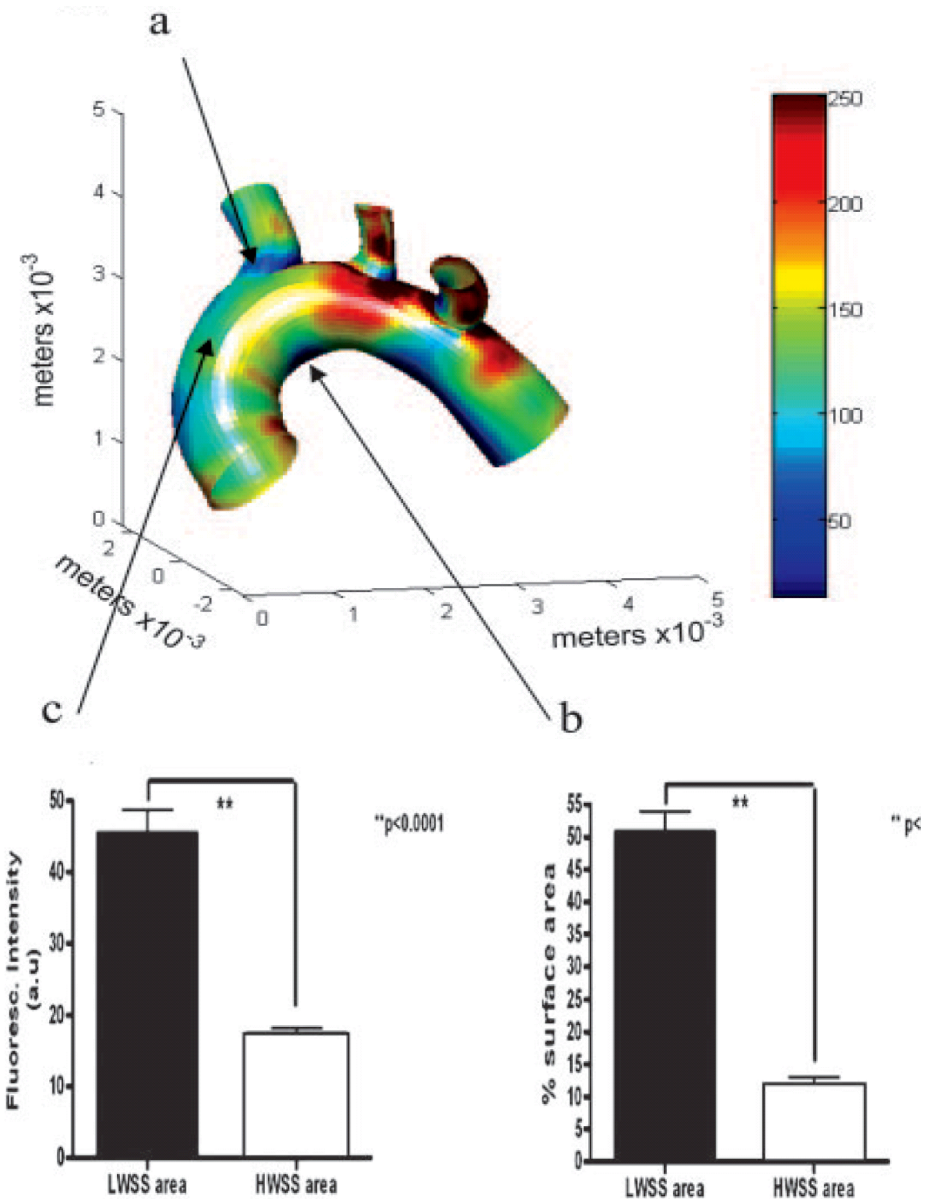 a
5
4
3
2
1
0
meters x10-3
2
0
-2
meters x10-3
0
1
2
3
4
5
meters x10-3
250
200
150
100
50
c
b
50
40
30
20
10
0
Fluoresc. Intensity
(a.u)
**
**p<0.0001
LWSS area
HWSS area
55
50
45
40
35
30
25
20
15
10
5
0
% surface area
**
** p<
LWSS area
HWSS area